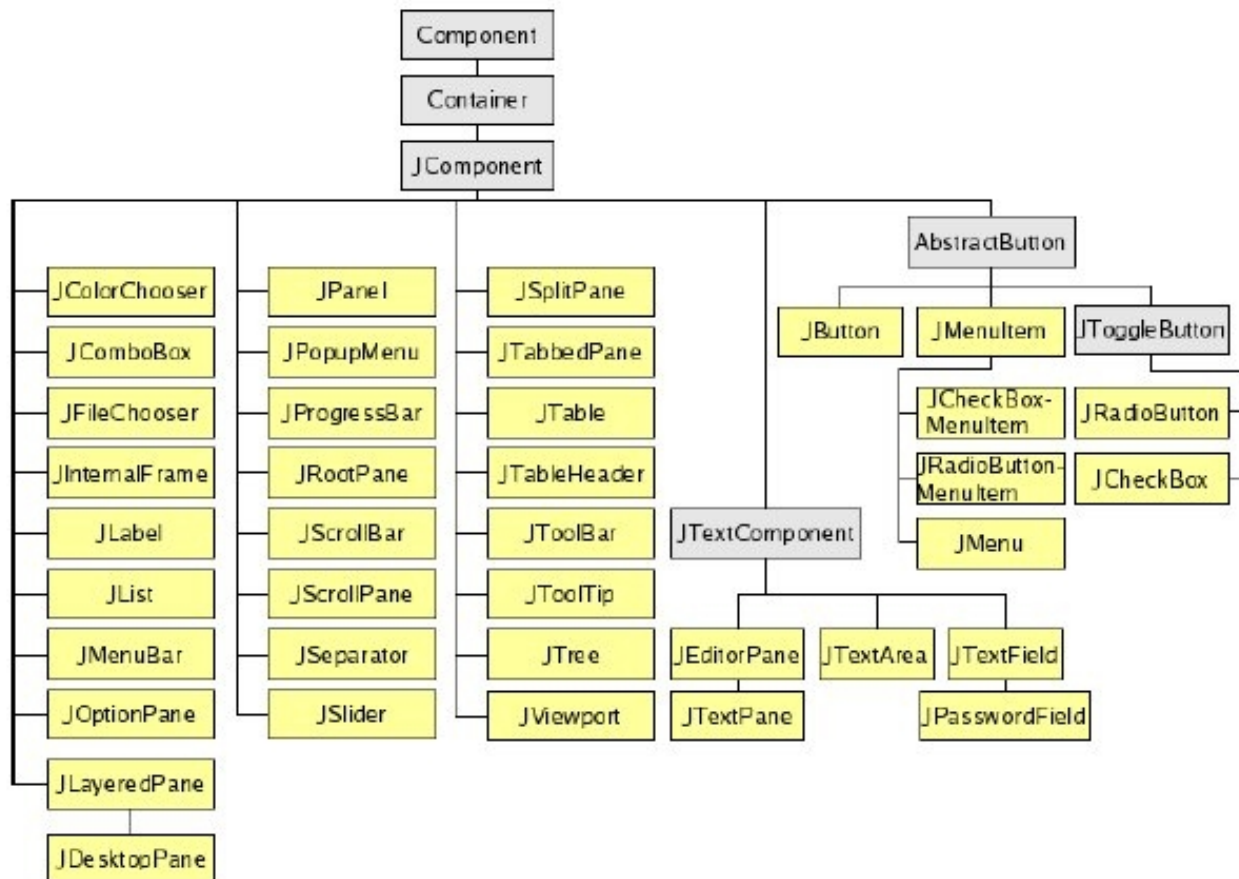 Component
Container
JComponent
AbstractButton
JColorChooser
JPanel
JSplitPane
JButton
JMenuItem
JToggleButton
JComboBox
JPopupMenu
JTabbedPane
JFileChooser
JProgressBar
JTable
JCheckBox-
MenuItem
JRadioButton
JInternalFrame
JRootPane
JTableHeader
JRadioButton-
MenuItem
JCheckBox
JLabel
JScrollBar
JToolBar
JTextComponent
JMenu
JList
JScrollPane
JToolTip
JMenuBar
JSeparator
JTree
JEditorPane
JTextArea
JTextField
JOptionPane
JSlider
JViewport
JTextPane
JPasswordField
JLayeredPane
JDesktopPane